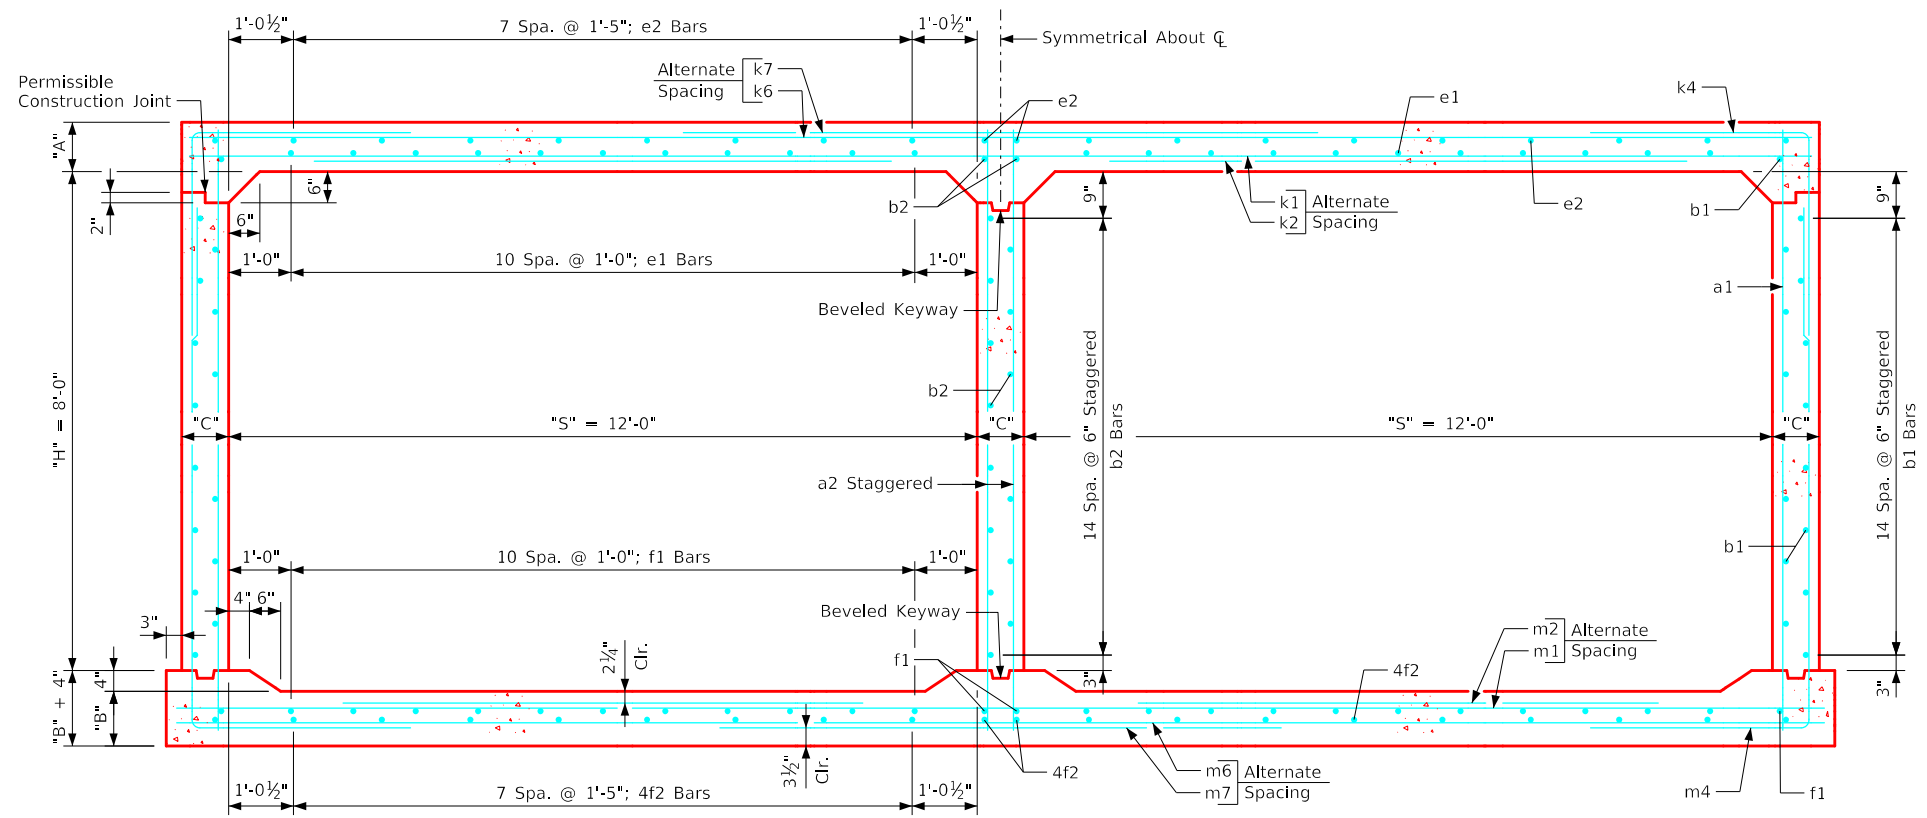 1'-0½"
7 Spa. @ 1'-5"; e2 Bars
1'-0½"
Symmetrical About ℄
Permissible
Construction Joint
Alternate
Spacing
k7
k6
e2
e1
k4
"A"
2"
6"
6"
b2
9"
k1
k2
Alternate
Spacing
e2
b1
9"
1'-0"
10 Spa. @ 1'-0"; e1 Bars
1'-0"
Beveled Keyway
a1
"H" = 8'-0"
b2
14 Spa. @ 6" Staggered
b2 Bars
14 Spa. @ 6" Staggered
b1 Bars
"C"
"S" = 12'-0"
"C"
"S" = 12'-0"
"C"
a2 Staggered
b1
1'-0"
10 Spa. @ 1'-0"; f1 Bars
1'-0"
4"
6"
3"
Beveled Keyway
2¼"
Clr.
f1
m2
m1
Alternate
Spacing
4f2
3"
3"
"B" + 4"
4"
"B"
3½"
Clr.
4f2
m6
m7
Alternate
Spacing
m4
f1
1'-0½"
7 Spa. @ 1'-5"; 4f2 Bars
1'-0½"